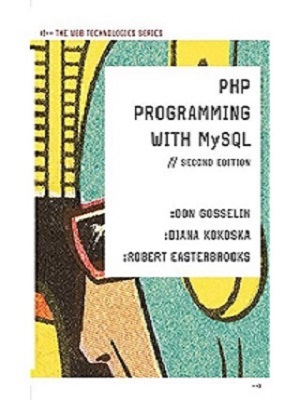 <!-- THE WEB TECHNOLOGIES SERIES
PHP
PROGRAMMING
WITH MySQL
// SECOND EDITION
:DON GOSSELIN
:DIANA KOKOSKA
:ROBERT EASTERBROOKS
-->